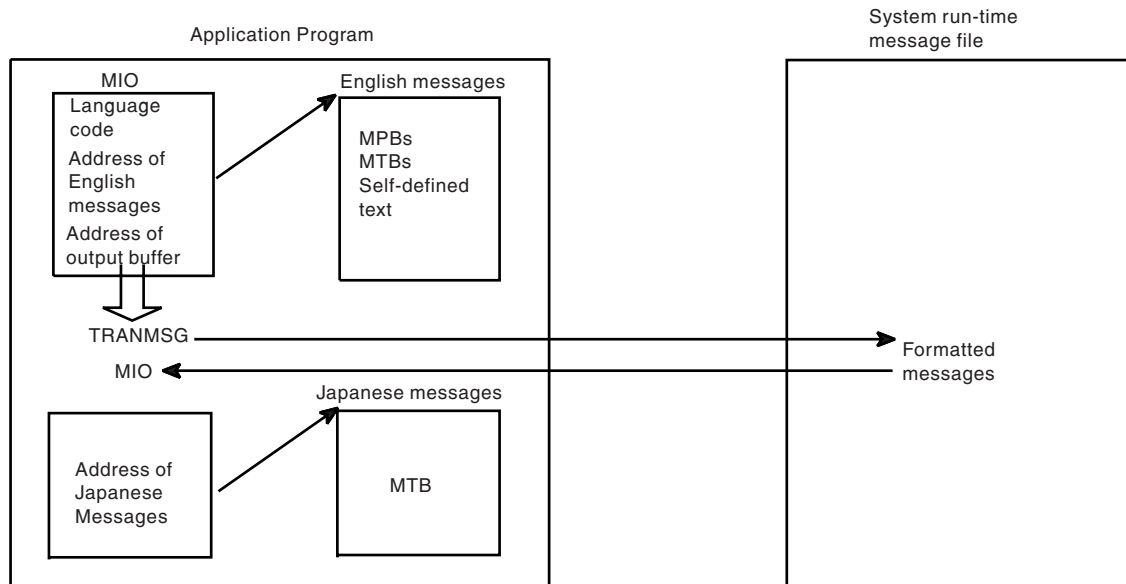 System run-time
message file
Application Program
MIO
English messages
Language
code
Address of
English
messages
Address of
output buffer
MPBs
MTBs
Self-defined
text
TRANMSG
MIO
Formatted
messages
Japanese messages
Address of
Japanese
Messages
MTB